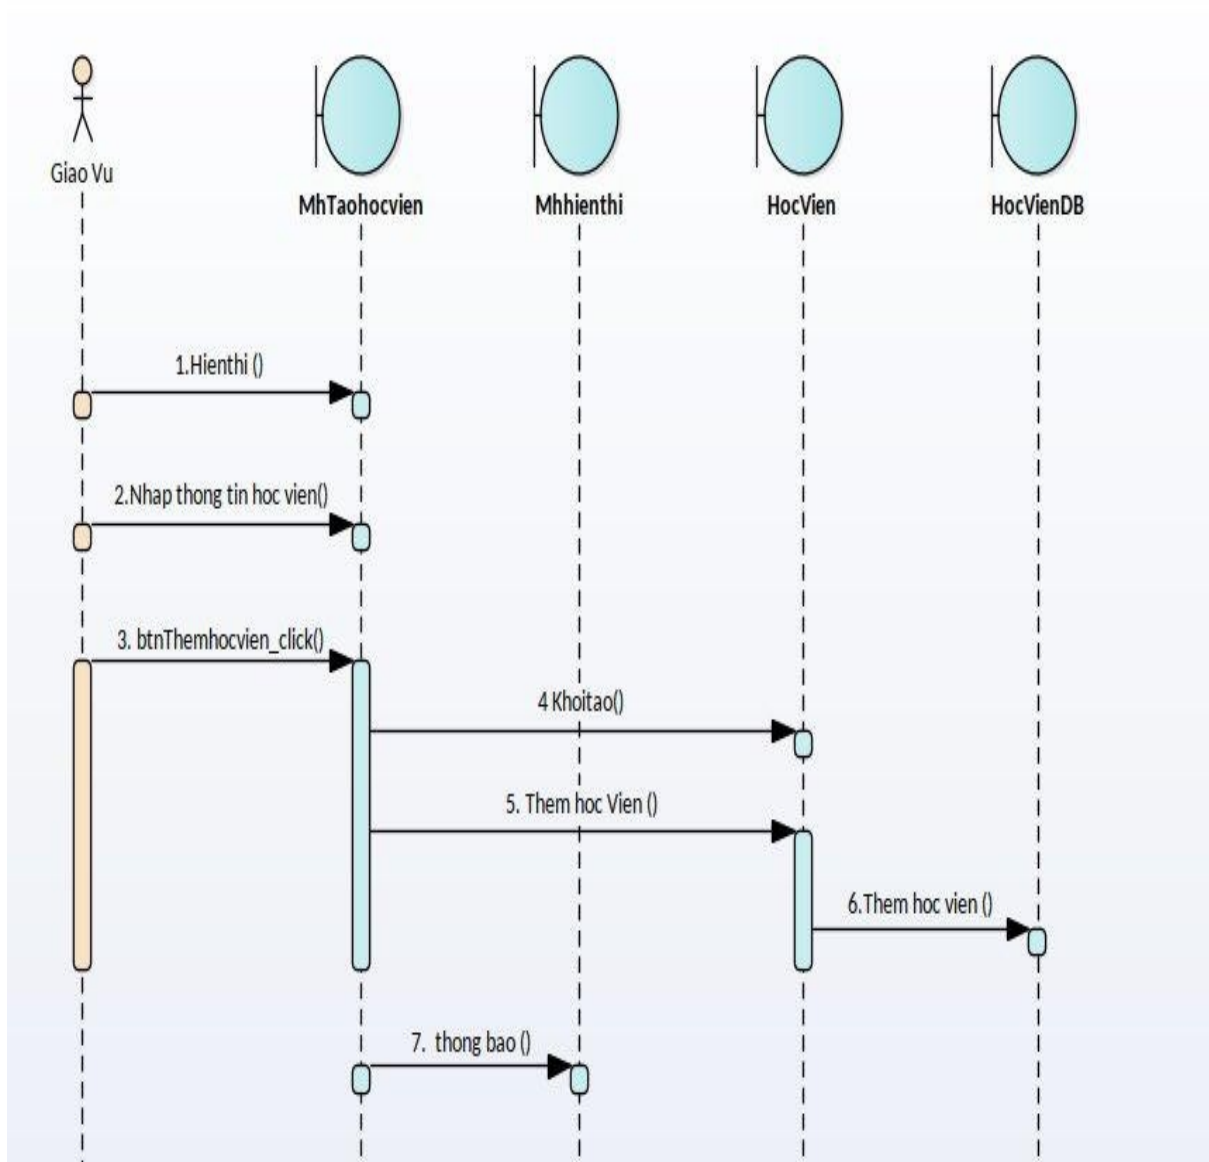 Giao Vu
MhTaohocvien
Mhhienthi
HocVien
HocVienDB
1.Hienthi ()
2.Nhap thong tin hoc vien()
3. btnThemhocvien_click()
4 Khoitao()
5. Them hoc Vien ()
6.Them hoc vien ()
7. thong bao ()